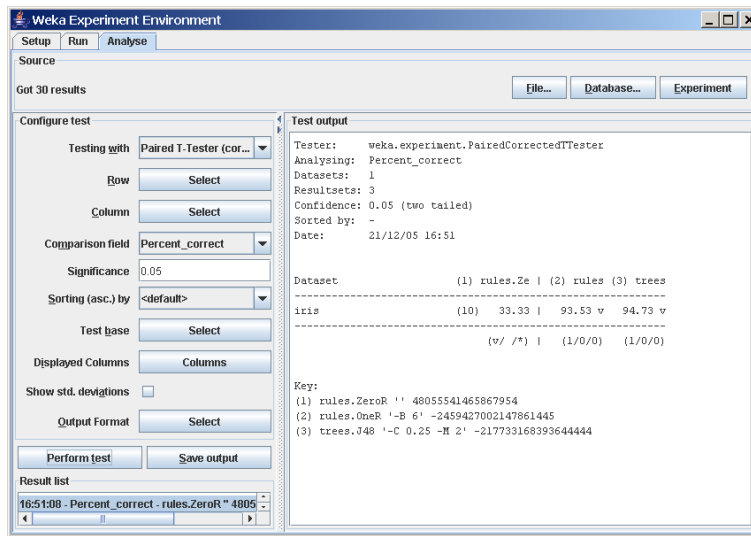 Weka Experiment Environment
Setup Run Analyse
Source
Got 30 results
File... Database... Experiment
Configure test
Testing with Paired T-Tester (cor...
Row Select
Column Select
Comparison field Percent_correct
Significance 0.05
Sorting (asc.) by <default>
Test base Select
Displayed Columns Columns
Show std. deviations
Output Format Select
Perform test Save output
Result list
16:51:08 - Percent_correct - rules.ZeroR '' 4805
Test output
Tester: weka.experiment.PairedCorrectedTTester
Analysing: Percent_correct
Datasets: 1
Resultsets: 3
Confidence: 0.05 (two tailed)
Sorted by: -
Date: 21/12/05 16:51
Dataset (1) rules.Ze | (2) rules (3) trees
--------------------------------------------------------------
iris (10) 33.33 | 93.53 v 94.73 v
--------------------------------------------------------------
(v/ /*) | (1/0/0) (1/0/0)
Key:
(1) rules.ZeroR '' 48055541465867954
(2) rules.OneR '-B 6' -2459427002147861445
(3) trees.J48 '-C 0.25 -M 2' -217733168393644444